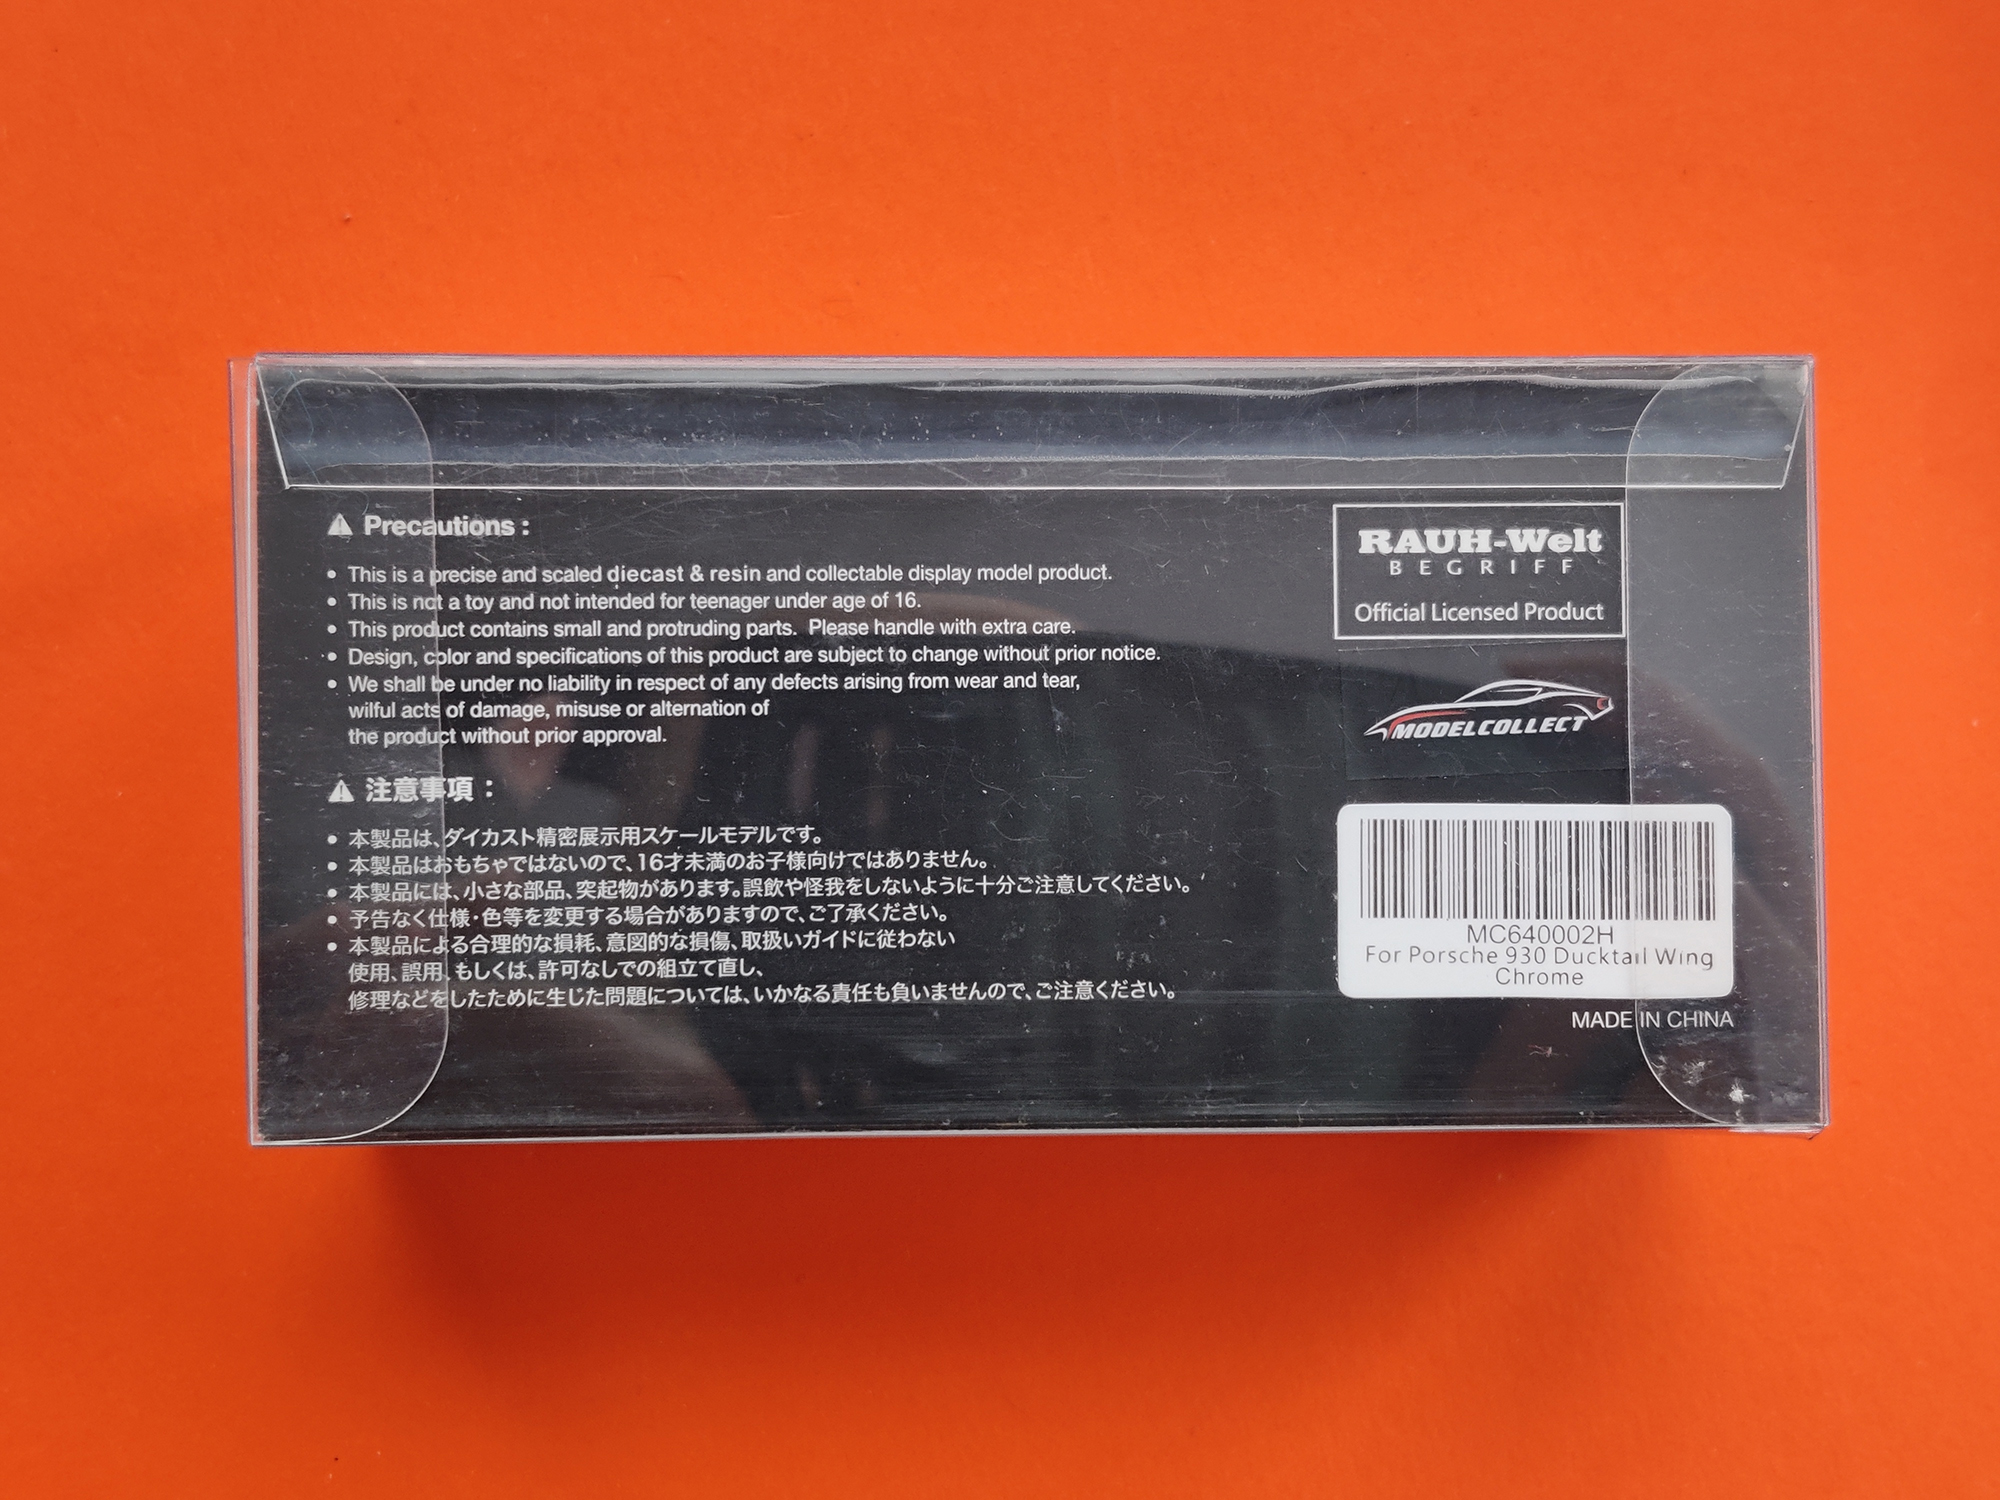 Precautions :
• This is a precise and scaled diecast & resin and collectable display model product.
• This is not a toy and not intended for teenager under age of 16.
• This product contains small and protruding parts. Please handle with extra care.
• Design, color and specifications of this product are subject to change without prior notice.
• We shall be under no liability in respect of any defects arising from wear and tear,
wilful acts of damage, misuse or alternation of
the product without prior approval.
注意事項：
• 本製品は、ダイカスト精密展示用スケールモデルです。
• 本製品はおもちゃではないので、16才未満のお子様向けではありません。
• 本製品には、小さな部品、突起物があります。誤飲や怪我をしないように十分ご注意してください。
• 予告なく仕様・色等を変更する場合がありますので、ご了承ください。
• 本製品による合理的な損耗、意図的な損傷、取扱いガイドに従わない
使用、誤用、もしくは、許可なしでの組立て直し、
修理などをしたために生じた問題については、いかなる責任も負いませんので、ご注意ください。
RAUH-Welt
BEGRIFF
Official Licensed Product
MODELCOLLECT
MC640002H
For Porsche 930 Ducktail Wing
Chrome
MADE IN CHINA